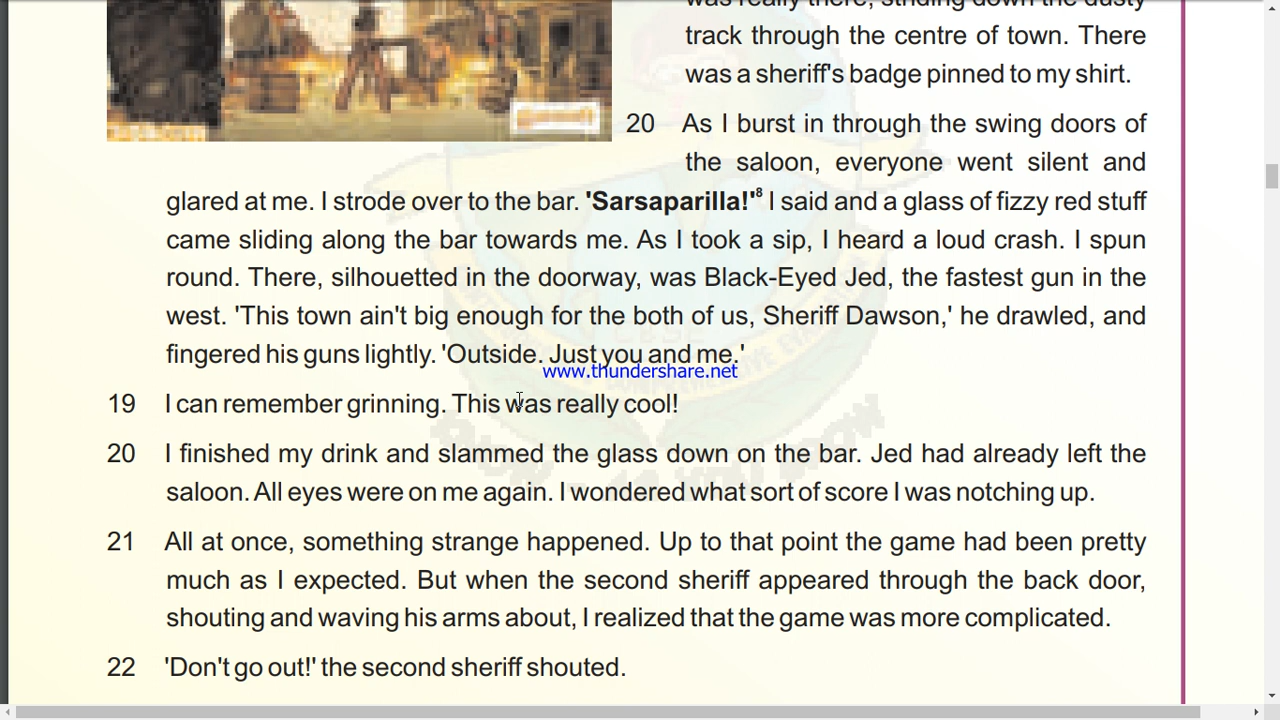 was really there, striding down the dusty
track through the centre of town. There
was a sheriff's badge pinned to my shirt.
20 As I burst in through the swing doors of
the saloon, everyone went silent and
glared at me. I strode over to the bar. 'Sarsaparilla!'8 I said and a glass of fizzy red stuff
came sliding along the bar towards me. As I took a sip, I heard a loud crash. I spun
round. There, silhouetted in the doorway, was Black-Eyed Jed, the fastest gun in the
west. 'This town ain't big enough for the both of us, Sheriff Dawson,' he drawled, and
fingered his guns lightly. 'Outside. Just you and me.'
www.thundershare.net
19 I can remember grinning. This was really cool!
20 I finished my drink and slammed the glass down on the bar. Jed had already left the
saloon. All eyes were on me again. I wondered what sort of score I was notching up.
21 All at once, something strange happened. Up to that point the game had been pretty
much as I expected. But when the second sheriff appeared through the back door,
shouting and waving his arms about, I realized that the game was more complicated.
22 'Don't go out!' the second sheriff shouted.